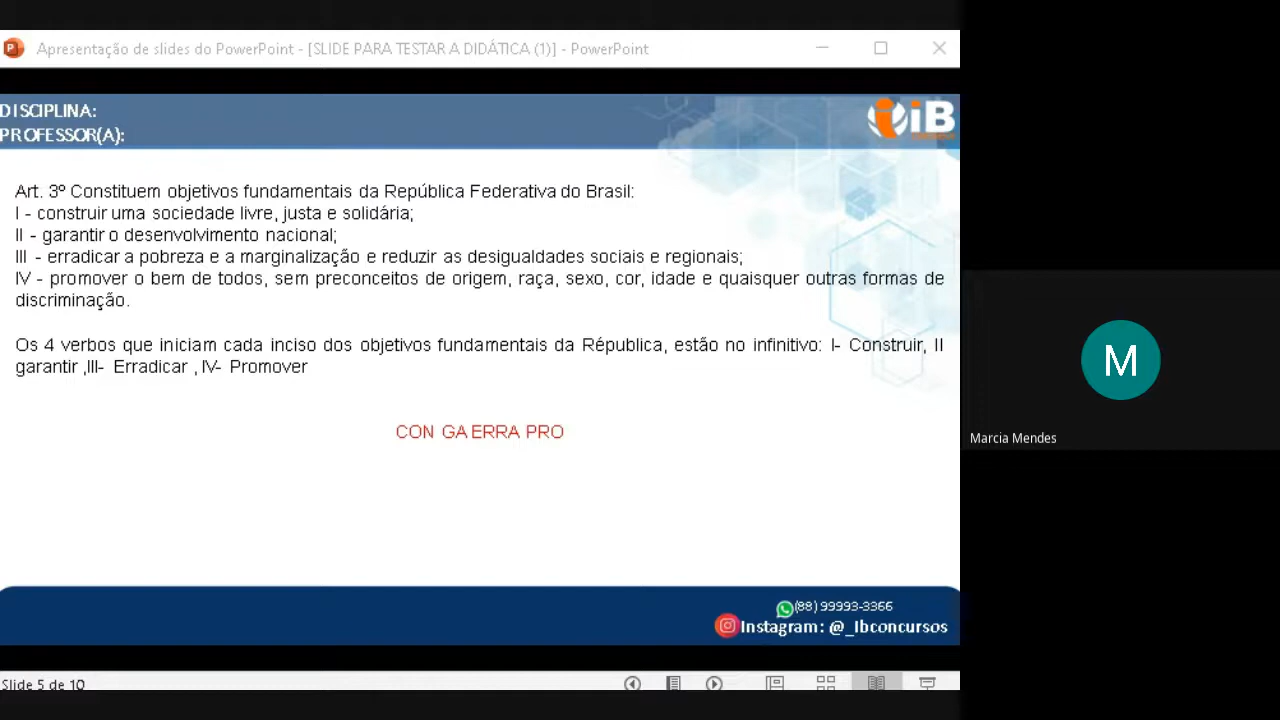 Apresentação de slides do PowerPoint - [SLIDE PARA TESTAR A DIDÁTICA (1)] - PowerPoint
DISCIPLINA:
PROFESSOR(A):
iB
Art. 3º Constituem objetivos fundamentais da República Federativa do Brasil:
I - construir uma sociedade livre, justa e solidária;
II - garantir o desenvolvimento nacional;
III - erradicar a pobreza e a marginalização e reduzir as desigualdades sociais e regionais;
IV - promover o bem de todos, sem preconceitos de origem, raça, sexo, cor, idade e quaisquer outras formas de
discriminação.
Os 4 verbos que iniciam cada inciso dos objetivos fundamentais da Républica, estão no infinitivo: I- Construir, II
garantir ,III- Erradicar , IV- Promover
CON GA ERRA PRO
M
Marcia Mendes
(88) 99993-3366
Instagram: @_Ibconcursos
Slide 5 de 10